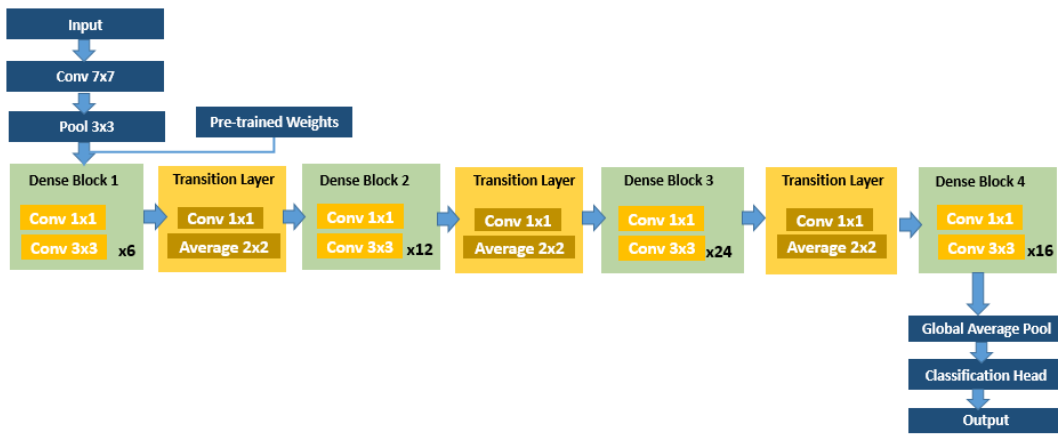 Input
Conv 7x7
Pool 3x3
Pre-trained Weights
Dense Block 1
Conv 1x1
Conv 3x3
x6
Transition Layer
Conv 1x1
Average 2x2
Dense Block 2
Conv 1x1
Conv 3x3
x12
Transition Layer
Conv 1x1
Average 2x2
Dense Block 3
Conv 1x1
Conv 3x3
x24
Transition Layer
Conv 1x1
Average 2x2
Dense Block 4
Conv 1x1
Conv 3x3
x16
Global Average Pool
Classification Head
Output